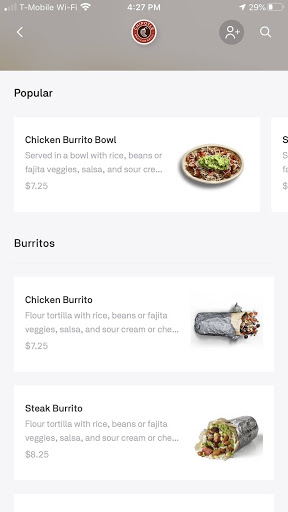 T-Mobile Wi-Fi 4:27 PM 29%
CHIPOTLE
Popular
Chicken Burrito Bowl
Served in a bowl with rice, beans or
fajita veggies, salsa, and sour cre...
$7.25
S
S
fa
$
Burritos
Chicken Burrito
Flour tortilla with rice, beans or fajita
veggies, salsa, and sour cream or che...
$7.25
Steak Burrito
Flour tortilla with rice, beans or fajita
veggies, salsa, and sour cream or che...
$8.25